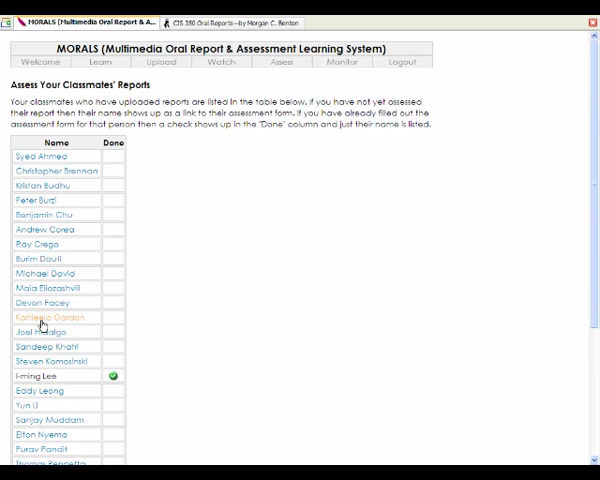 MORALS (Multimedia Oral Report & A...
CIS 350 Oral Reports—by Morgan C. Benton
MORALS (Multimedia Oral Report & Assessment Learning System)
Welcome Learn Upload Watch Assess Monitor Logout
Assess Your Classmates' Reports
Your classmates who have uploaded reports are listed in the table below. If you have not yet assessed
their report then their name shows up as a link to their assessment form. If you have already filled out the
assessment form for that person then a check shows up in the "Done" column and just their name is listed.
Name Done
Syed Ahmed
Christopher Brennan
Kristan Budhu
Peter Burzi
Benjamin Chu
Andrew Corea
Ray Crego
Burim Dauti
Michael David
Maia Eliozashvili
Devon Facey
Gordon
Joel Hidalgo
Sandeep Khatri
Steven Komosinski
I-ming Lee
Eddy Leong
Yun Li
Sanjay Muddam
Elton Nyema
Purav Pandit
Thomas